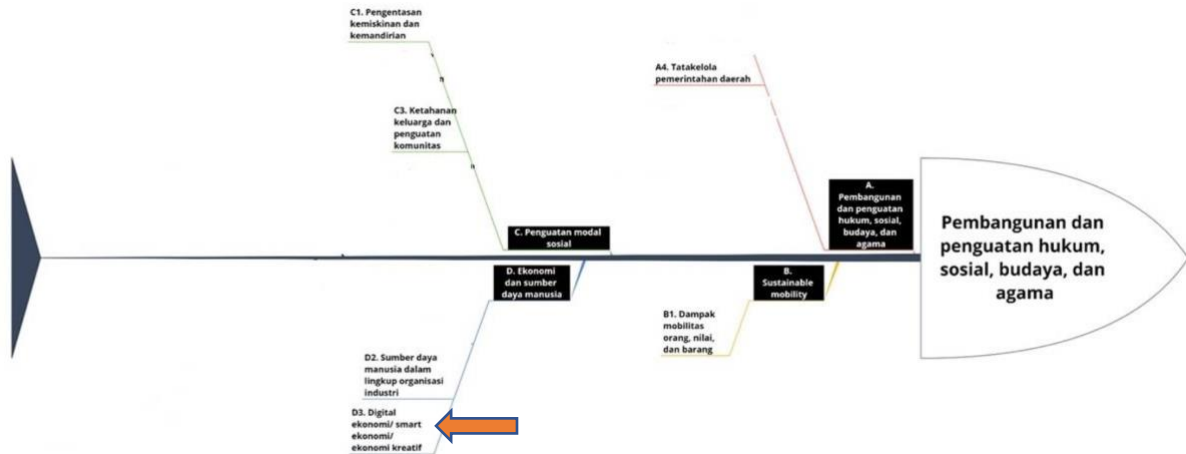 C1. Pengentasan
kemiskinan dan
kemandirian
A4. Tatakelola
pemerintahan daerah
C3. Ketahanan
keluarga dan
penguatan
komunitas
A.
Pembangunan
dan penguatan
hukum, sosial,
budaya, dan
agama
C. Penguatan modal
sosial
Pembangunan dan
penguatan hukum,
sosial, budaya, dan
agama
D. Ekonomi
dan sumber
daya manusia
B.
Sustainable
mobility
B1. Dampak
mobilitas
orang, nilai,
dan barang
D2. Sumber daya
manusia dalam
lingkup organisasi
industri
D3. Digital
ekonomi/ smart
ekonomi/
ekonomi kreatif